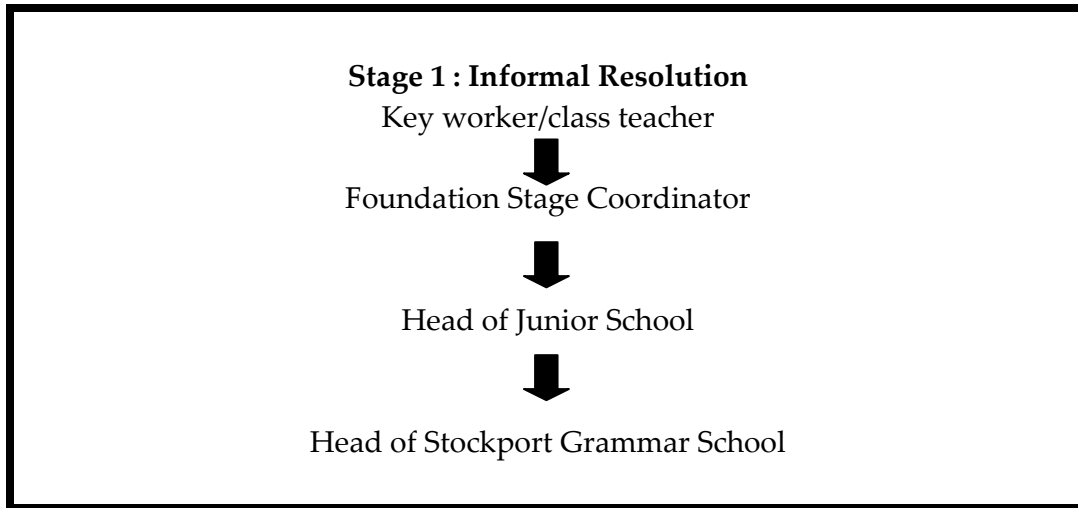 Stage 1 : Informal Resolution
Key worker/class teacher
Foundation Stage Coordinator
Head of Junior School
Head of Stockport Grammar School